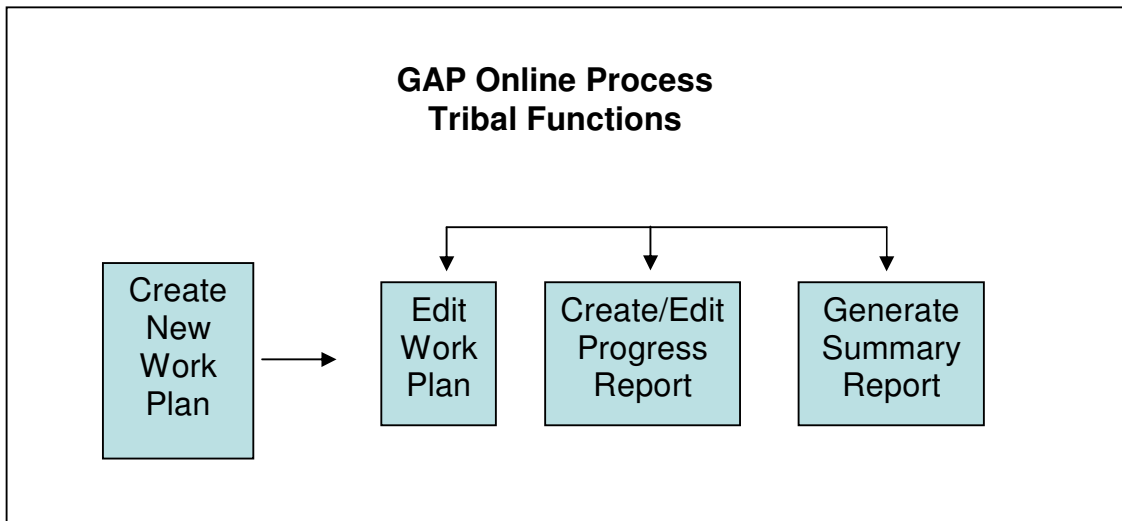 GAP Online Process
Tribal Functions
Create
New
Work
Plan
Edit
Work
Plan
Create/Edit
Progress
Report
Generate
Summary
Report